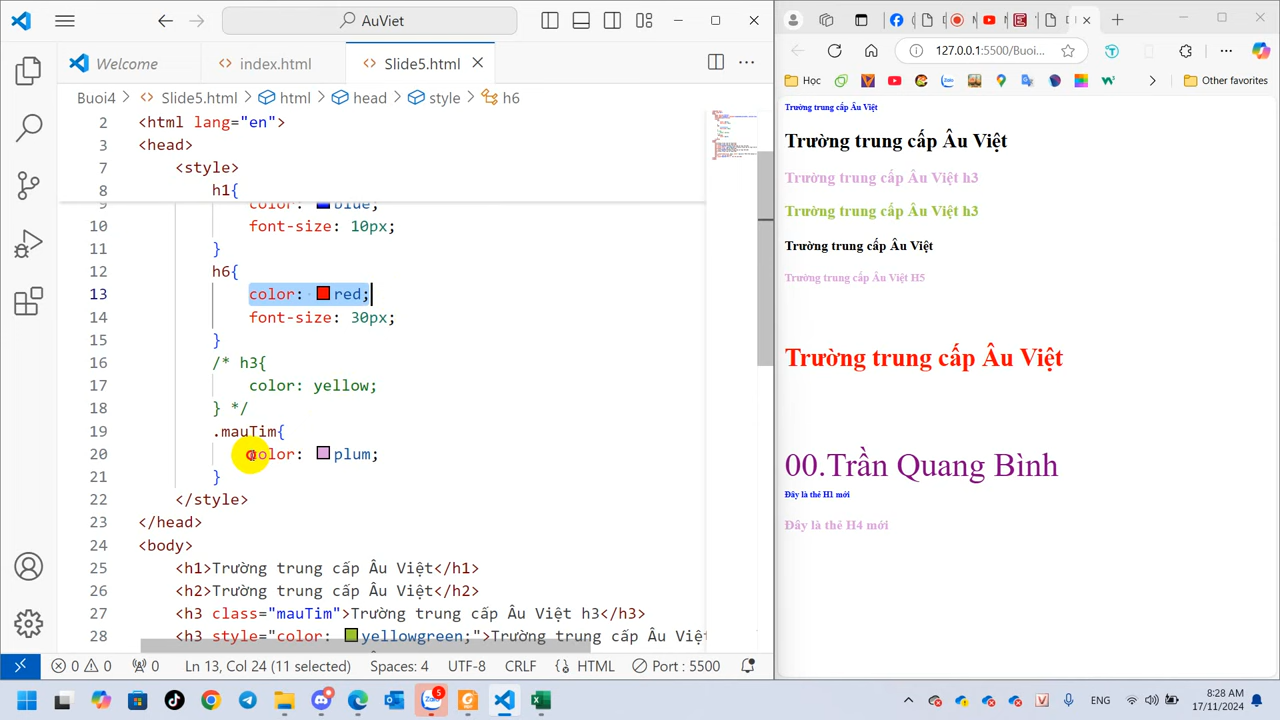 AuViet
Welcome
index.html
Slide5.html
Buoi4 > Slide5.html > html > head > style > h6
2 <html lang="en">
3 <head>
7 <style>
8 h1{
9 color: blue;
10 font-size: 10px;
11 }
12 h6{
13 color: red;
14 font-size: 30px;
15 }
16 /* h3{
17 color: yellow;
18 } */
19 .mauTim{
20 color: plum;
21 }
22 </style>
23 </head>
24 <body>
25 <h1>Trường trung cấp Âu Việt</h1>
26 <h2>Trường trung cấp Âu Việt</h2>
27 <h3 class="mauTim">Trường trung cấp Âu Việt h3</h3>
28 <h3 style="color: yellowgreen;">Trường trung cấp Âu Việt
0 0 0 Ln 13, Col 24 (11 selected) Spaces: 4 UTF-8 CRLF HTML Port : 5500
127.0.0.1:5500/Buoi...
Học
Other favorites
Trường trung cấp Âu Việt
Trường trung cấp Âu Việt
Trường trung cấp Âu Việt h3
Trường trung cấp Âu Việt h3
Trường trung cấp Âu Việt
Trường trung cấp Âu Việt H5
Trường trung cấp Âu Việt
00.Trần Quang Bình
Đây là thẻ H1 mới
Đây là thẻ H4 mới
Zalo 5
ENG
8:28 AM
17/11/2024